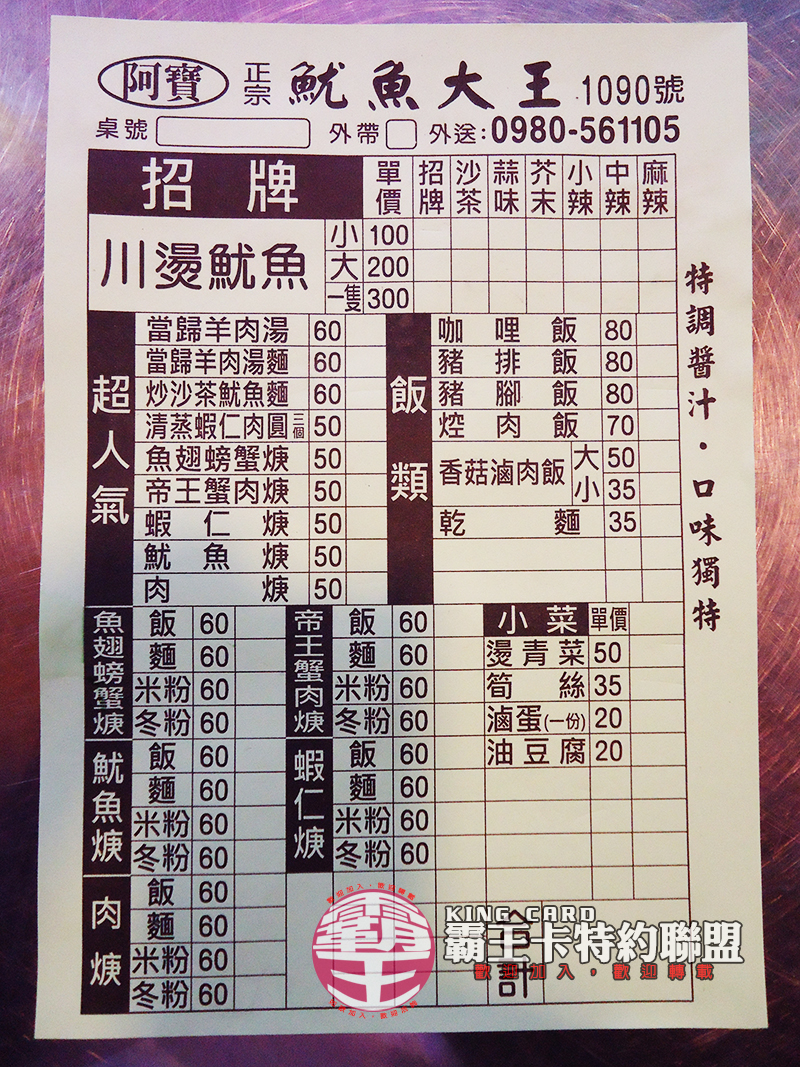 阿寶 正宗 魷魚大王 1090號
桌號 外帶 外送:0980-561105
招牌 單價 招牌 沙茶 蒜味 芥末 小辣 中辣 麻辣
川燙魷魚 小 100
大 200
一隻 300
特調醬汁・口味獨特
超人氣
當歸羊肉湯 60
當歸羊肉湯麵 60
炒沙茶魷魚麵 60
清蒸蝦仁肉圓 三個 50
魚翅螃蟹焿 50
帝王蟹肉焿 50
蝦仁焿 50
魷魚焿 50
肉焿 50
飯類
咖哩飯 80
豬排飯 80
豬腳飯 80
焢肉飯 70
香菇滷肉飯 大 50
小 35
乾麵 35
魚翅螃蟹焿
飯 60
麵 60
米粉 60
冬粉 60
魷魚焿
飯 60
麵 60
米粉 60
冬粉 60
肉焿
飯 60
麵 60
米粉 60
冬粉 60
帝王蟹肉焿
飯 60
麵 60
米粉 60
冬粉 60
蝦仁焿
飯 60
麵 60
米粉 60
冬粉 60
小菜 單價
燙青菜 50
筍絲 35
滷蛋(一份) 20
油豆腐 20
合計
霸王
KING CARD
霸王卡特約聯盟
歡迎加入,歡迎轉載